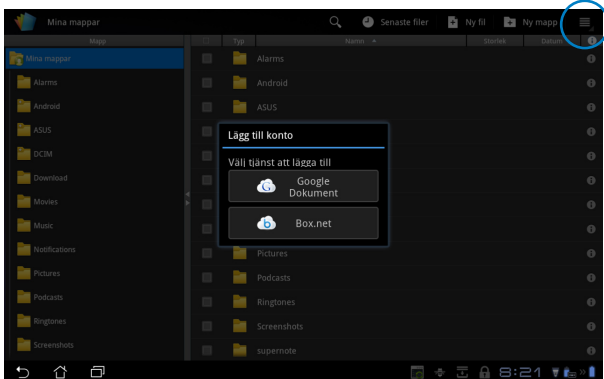 Mina mappar
Senaste filer
Ny fil
Ny mapp
Mapp
Typ
Namn
Storlek
Datum
Mina mappar
Alarms
Android
ASUS
DCIM
Download
Movies
Music
Notifications
Pictures
Podcasts
Ringtones
Screenshots
Alarms
Android
ASUS
Lägg till konto
Välj tjänst att lägga till
Google
Dokument
Box.net
Pictures
Podcasts
Ringtones
Screenshots
supernote
8:21